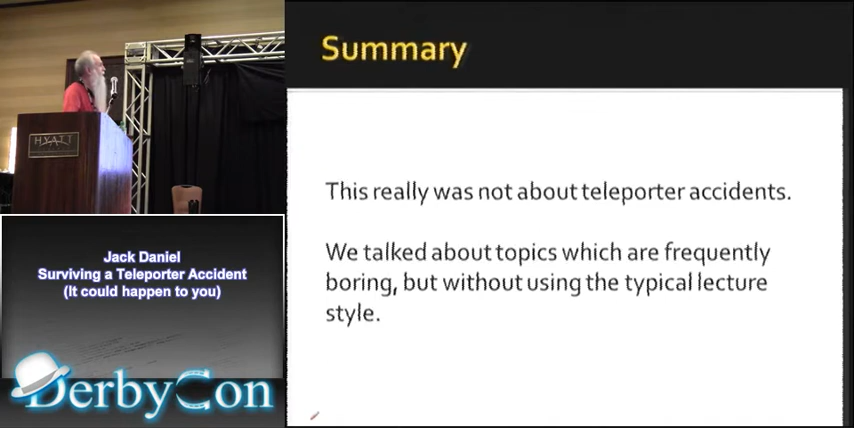 HYATT
Jack Daniel
Surviving a Teleporter Accident
(It could happen to you)
DerbyCon
Summary
This really was not about teleporter accidents.
We talked about topics which are frequently
boring, but without using the typical lecture
style.